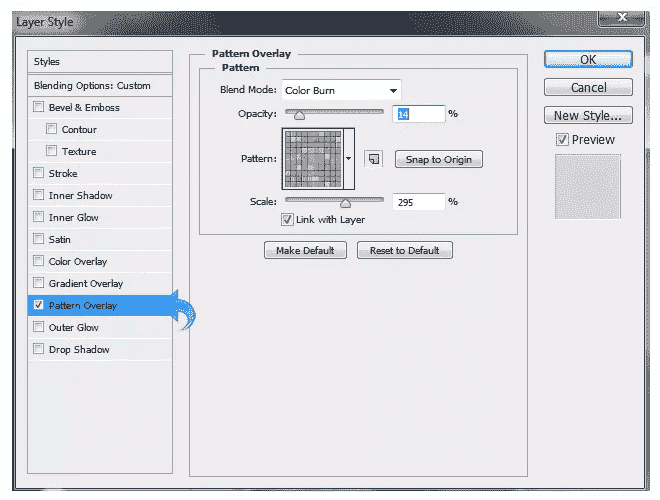 Layer Style
X
Styles
Blending Options: Custom
Bevel & Emboss
Contour
Texture
Stroke
Inner Shadow
Inner Glow
Satin
Color Overlay
Gradient Overlay
Pattern Overlay
Outer Glow
Drop Shadow
Pattern Overlay
Pattern
Blend Mode: Color Burn
Opacity: 14 %
Pattern: Snap to Origin
Scale: 295 %
Link with Layer
Make Default Reset to Default
OK
Cancel
New Style...
Preview